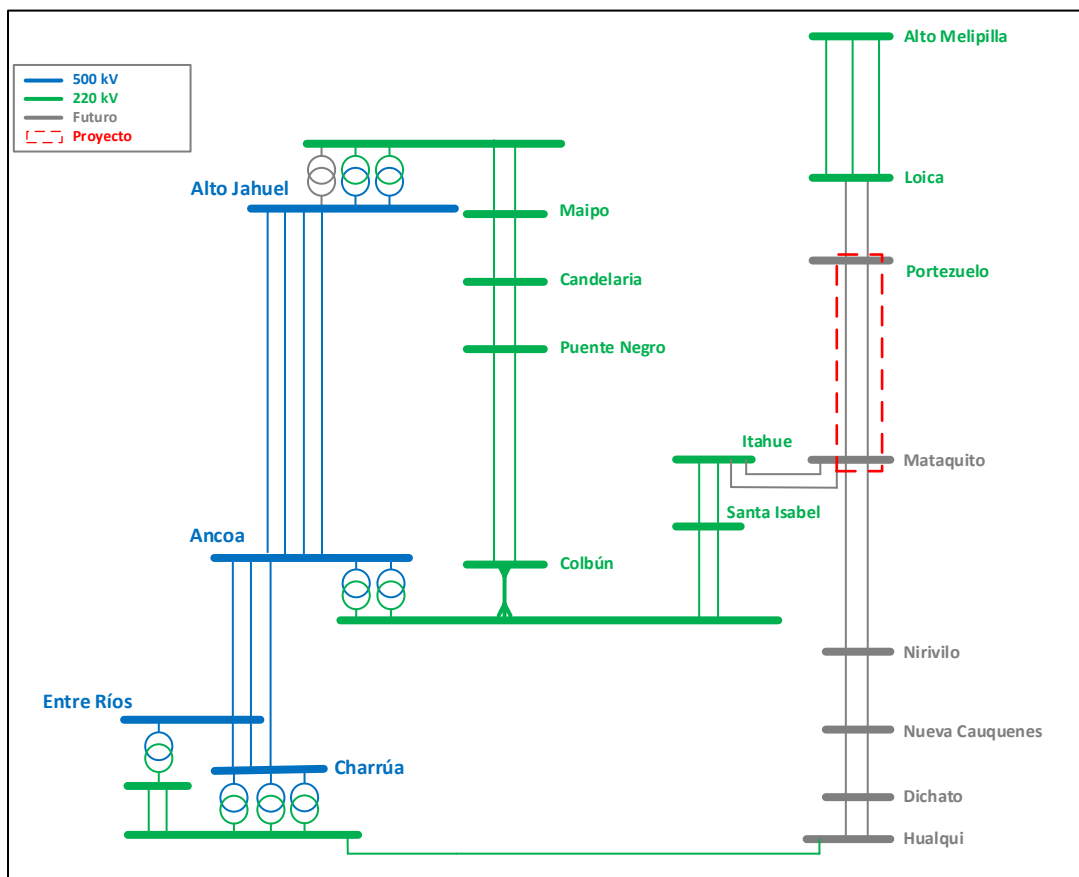 Alto Melipilla
500 kV
220 kV
Futuro
Proyecto
Alto Jahuel
Loica
Maipo
Portezuelo
Candelaria
Puente Negro
Itahue
Mataquito
Santa Isabel
Ancoa
Colbún
Nirivilo
Entre Ríos
Nueva Cauquenes
Charrúa
Dichato
Hualqui